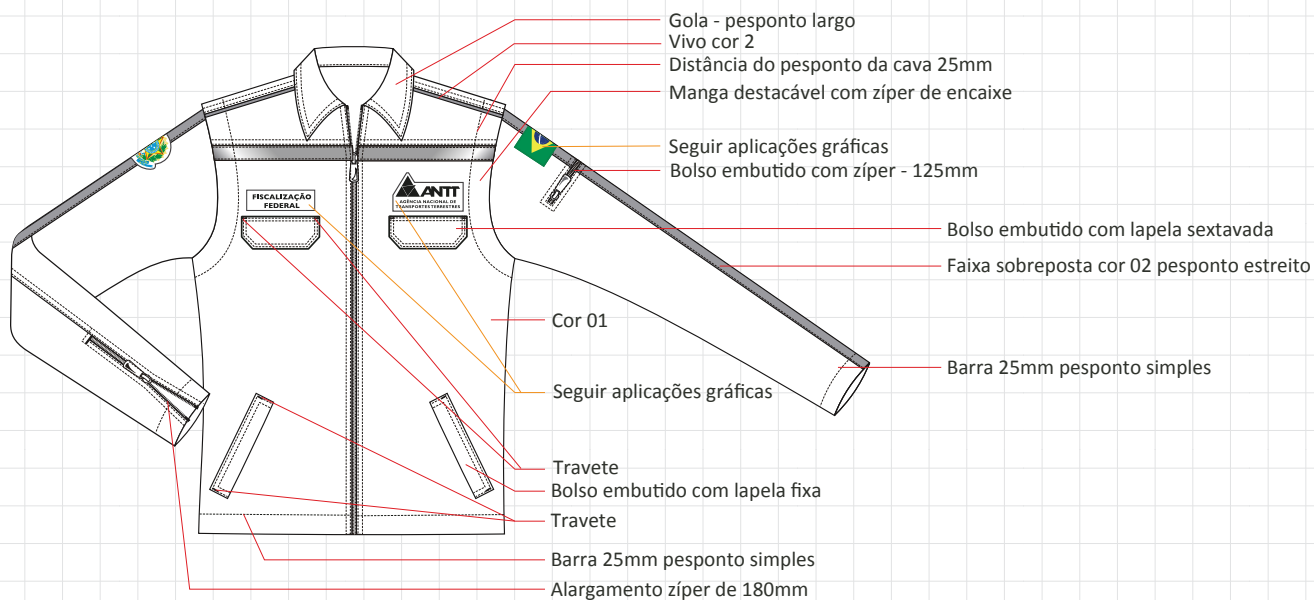 Gola - pesponto largo
Vivo cor 2
Distância do pesponto da cava 25mm
Manga destacável com zíper de encaixe
Seguir aplicações gráficas
Bolso embutido com zíper - 125mm
FISCALIZAÇÃO
FEDERAL
ANTT
AGÊNCIA NACIONAL DE
TRANSPORTES TERRESTRES
Bolso embutido com lapela sextavada
Faixa sobreposta cor 02 pesponto estreito
Cor 01
Barra 25mm pesponto simples
Seguir aplicações gráficas
Travete
Bolso embutido com lapela fixa
Travete
Barra 25mm pesponto simples
Alargamento zíper de 180mm